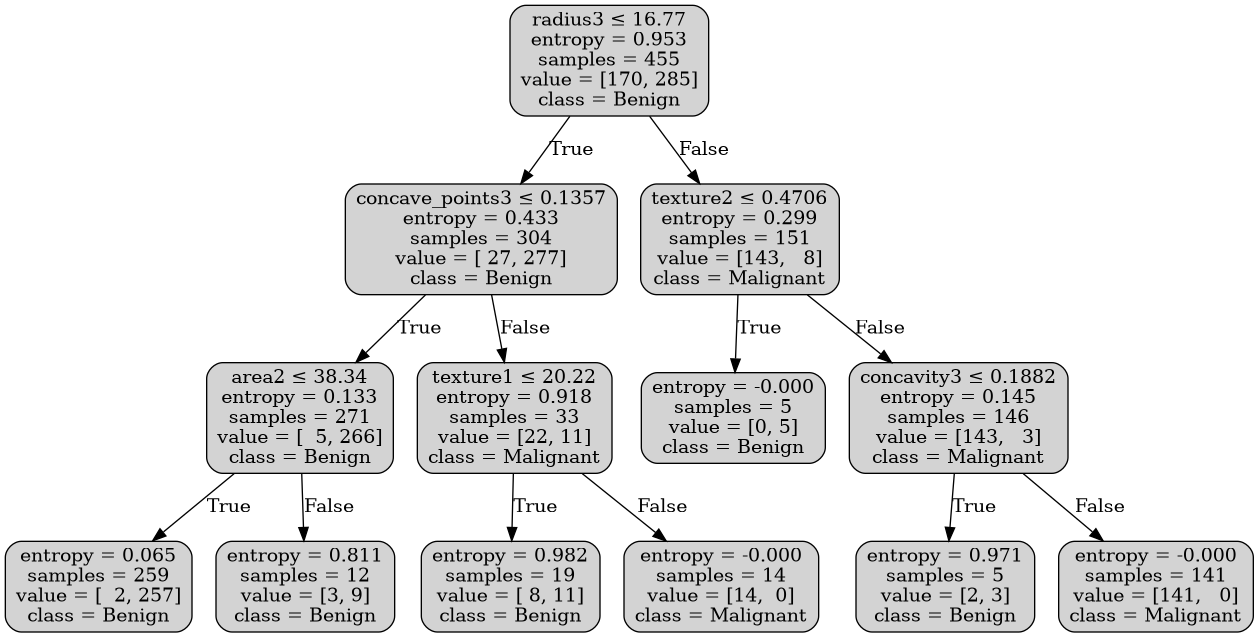 radius3 ≤ 16.77
entropy = 0.953
samples = 455
value = [170, 285]
class = Benign
True
False
concave_points3 ≤ 0.1357
entropy = 0.433
samples = 304
value = [ 27, 277]
class = Benign
texture2 ≤ 0.4706
entropy = 0.299
samples = 151
value = [143,   8]
class = Malignant
True
False
True
False
area2 ≤ 38.34
entropy = 0.133
samples = 271
value = [  5, 266]
class = Benign
texture1 ≤ 20.22
entropy = 0.918
samples = 33
value = [22, 11]
class = Malignant
entropy = -0.000
samples = 5
value = [0, 5]
class = Benign
concavity3 ≤ 0.1882
entropy = 0.145
samples = 146
value = [143,   3]
class = Malignant
True
False
True
False
True
False
entropy = 0.065
samples = 259
value = [  2, 257]
class = Benign
entropy = 0.811
samples = 12
value = [3, 9]
class = Benign
entropy = 0.982
samples = 19
value = [ 8, 11]
class = Benign
entropy = -0.000
samples = 14
value = [14,  0]
class = Malignant
entropy = 0.971
samples = 5
value = [2, 3]
class = Benign
entropy = -0.000
samples = 141
value = [141,   0]
class = Malignant